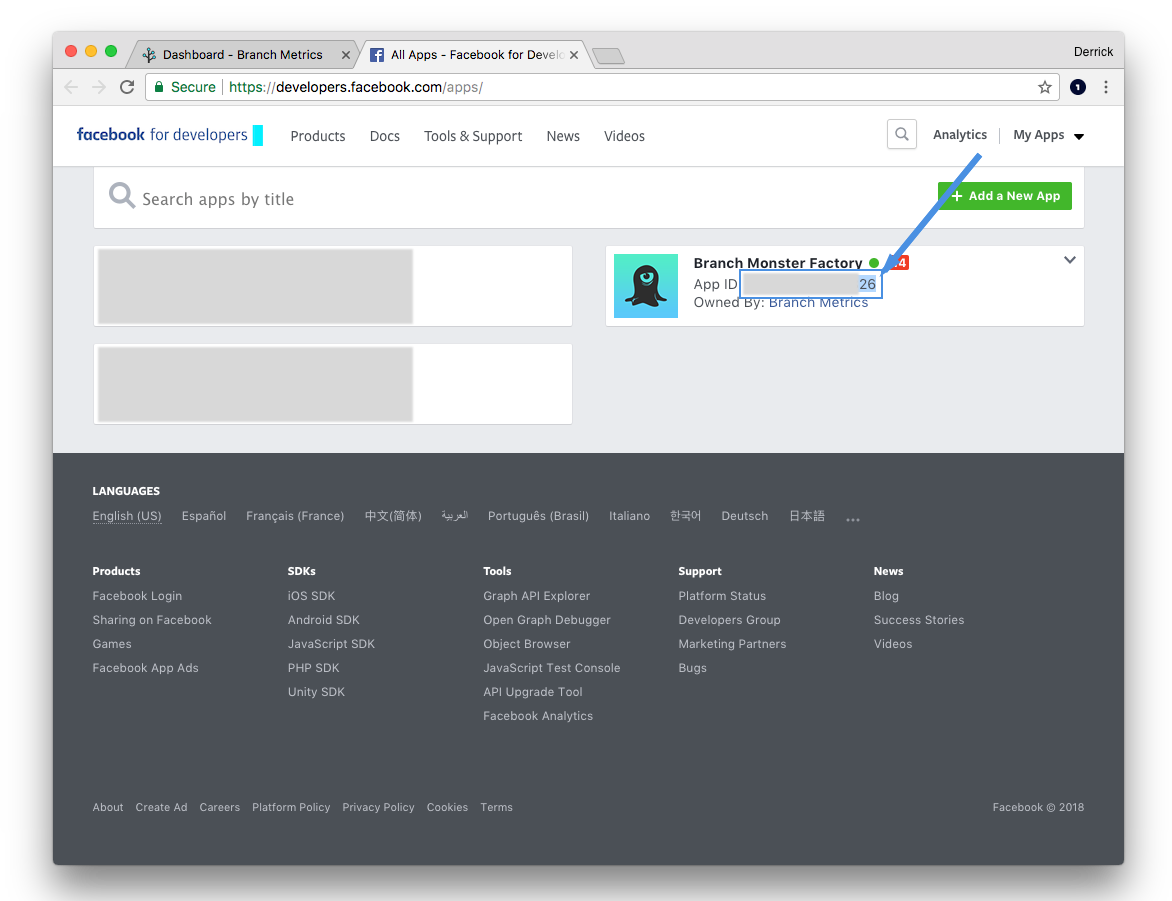 Dashboard - Branch Metrics
All Apps - Facebook for Develo
Derrick
Secure
https://developers.facebook.com/apps/
1
facebook for developers
Products
Docs
Tools & Support
News
Videos
Analytics
My Apps
Search apps by title
+ Add a New App
Branch Monster Factory
App ID
26
Owned By: Branch Metrics
LANGUAGES
English (US) Español Français (France) 中文(简体) العربية Português (Brasil) Italiano 한국어 Deutsch 日本語 ...
Products
Facebook Login
Sharing on Facebook
Games
Facebook App Ads
SDKs
iOS SDK
Android SDK
JavaScript SDK
PHP SDK
Unity SDK
Tools
Graph API Explorer
Open Graph Debugger
Object Browser
JavaScript Test Console
API Upgrade Tool
Facebook Analytics
Support
Platform Status
Developers Group
Marketing Partners
Bugs
News
Blog
Success Stories
Videos
About Create Ad Careers Platform Policy Privacy Policy Cookies Terms
Facebook © 2018